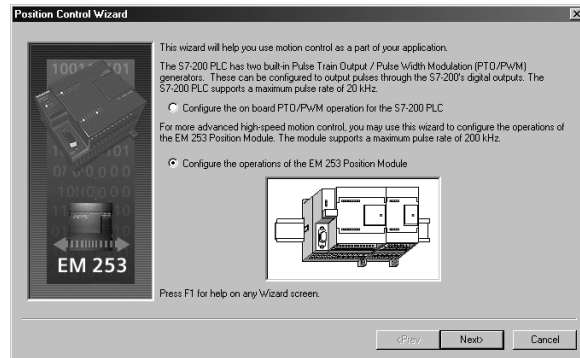 Position Control Wizard
This wizard will help you use motion control as a part of your application.
The S7-200 PLC has two built-in Pulse Train Output / Pulse Width Modulation (PTO/PWM)
generators. These can be configured to output pulses through the S7-200's digital outputs. The
S7-200 PLC supports a maximum pulse rate of 20 kHz.
Configure the on board PTO/PWM operation for the S7-200 PLC
For more advanced high-speed motion control, you may use this wizard to configure the operations of
the EM 253 Position Module. The module supports a maximum pulse rate of 200 kHz.
Configure the operations of the EM 253 Position Module
EM 253
Press F1 for help on any Wizard screen.
<Prev
Next>
Cancel